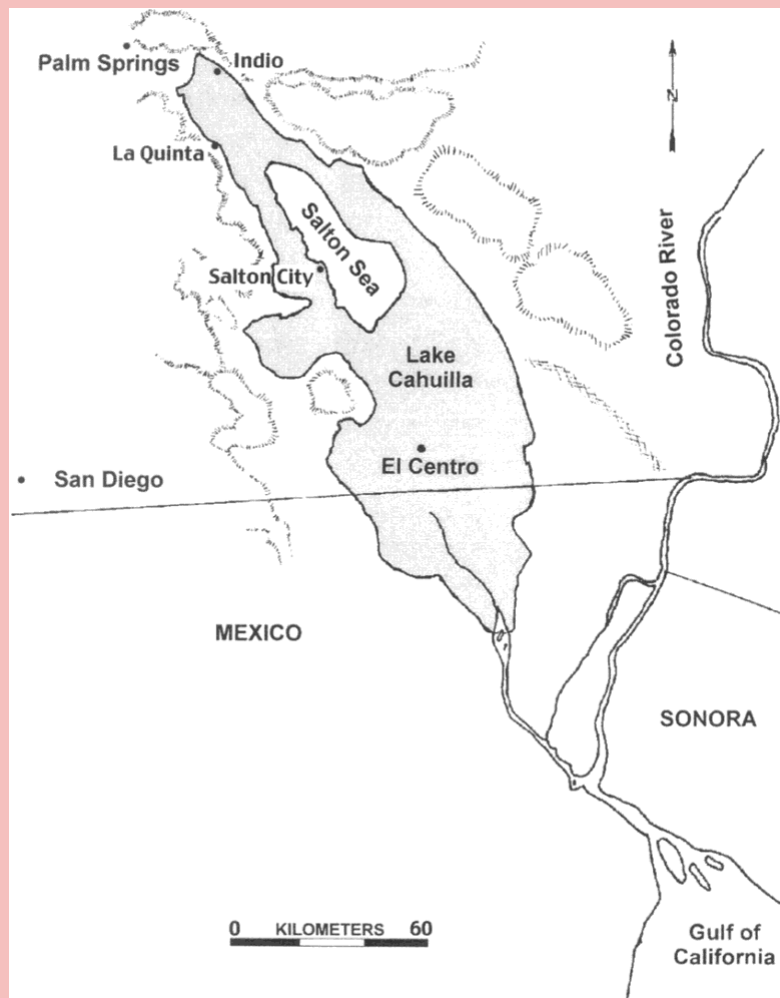 Palm Springs
Indio
La Quinta
Salton Sea
Salton City
Colorado River
N
Lake
Cahuilla
El Centro
San Diego
MEXICO
SONORA
0 KILOMETERS 60
Gulf of
California